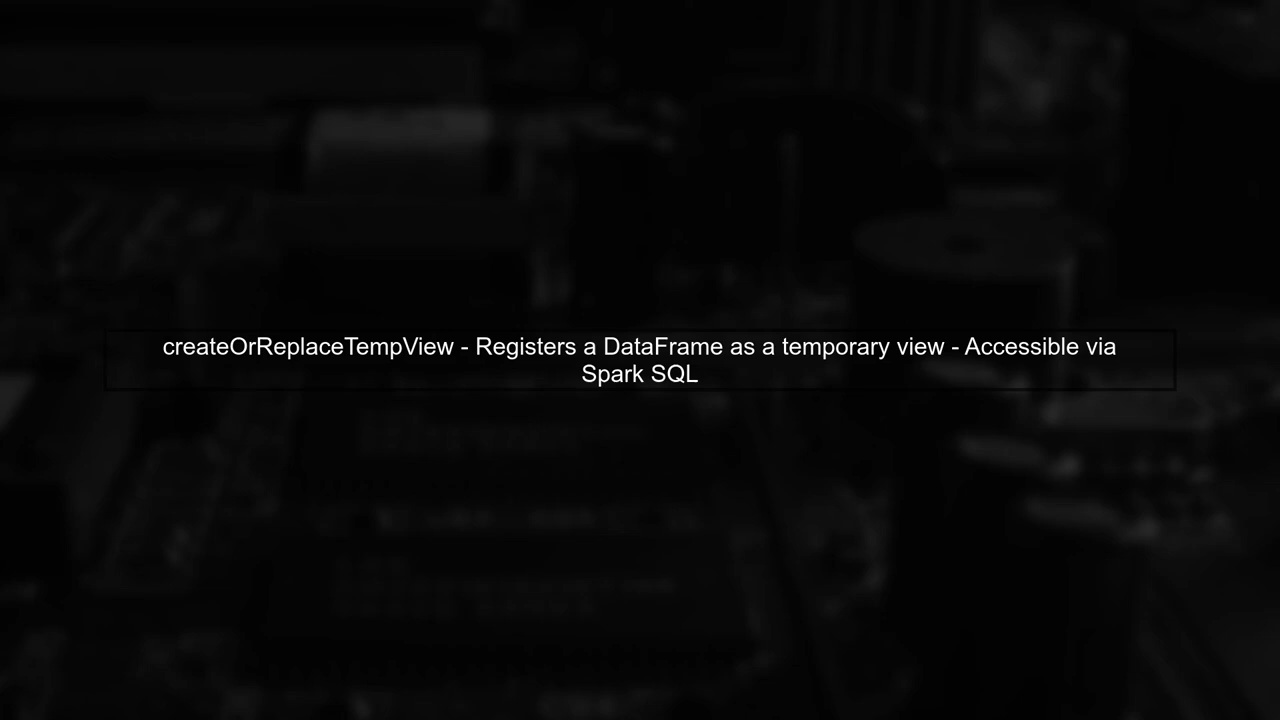 createOrReplaceTempView - Registers a DataFrame as a temporary view - Accessible via
Spark SQL